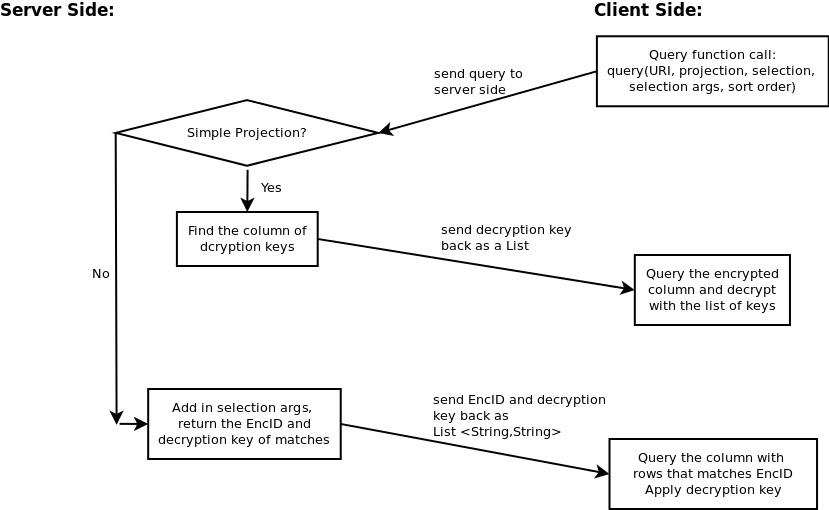 Server Side:
Client Side:
Query function call:
query(URI, projection, selection,
selection args, sort order)
send query to
server side
Simple Projection?
Yes
Find the column of
dcryption keys
send decryption key
back as a List
No
Query the encrypted
column and decrypt
with the list of keys
Add in selection args,
return the EncID and
decryption key of matches
send EncID and decryption
key back as
List <String,String>
Query the column with
rows that matches EncID
Apply decryption key